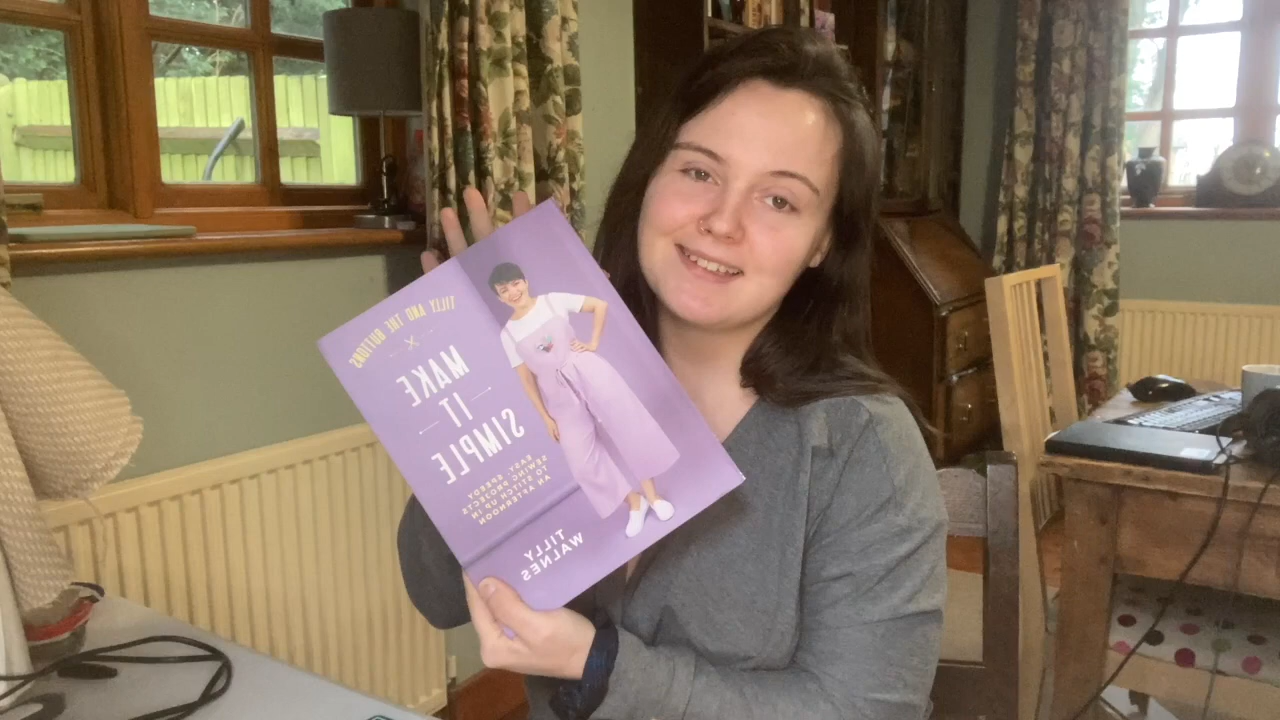 TILLY AND THE BUTTONS
MAKE
IT
SIMPLE
EASY, SPEEDY
SEWING PROJECTS
TO STITCH UP IN
AN AFTERNOON
TILLY
WALNES